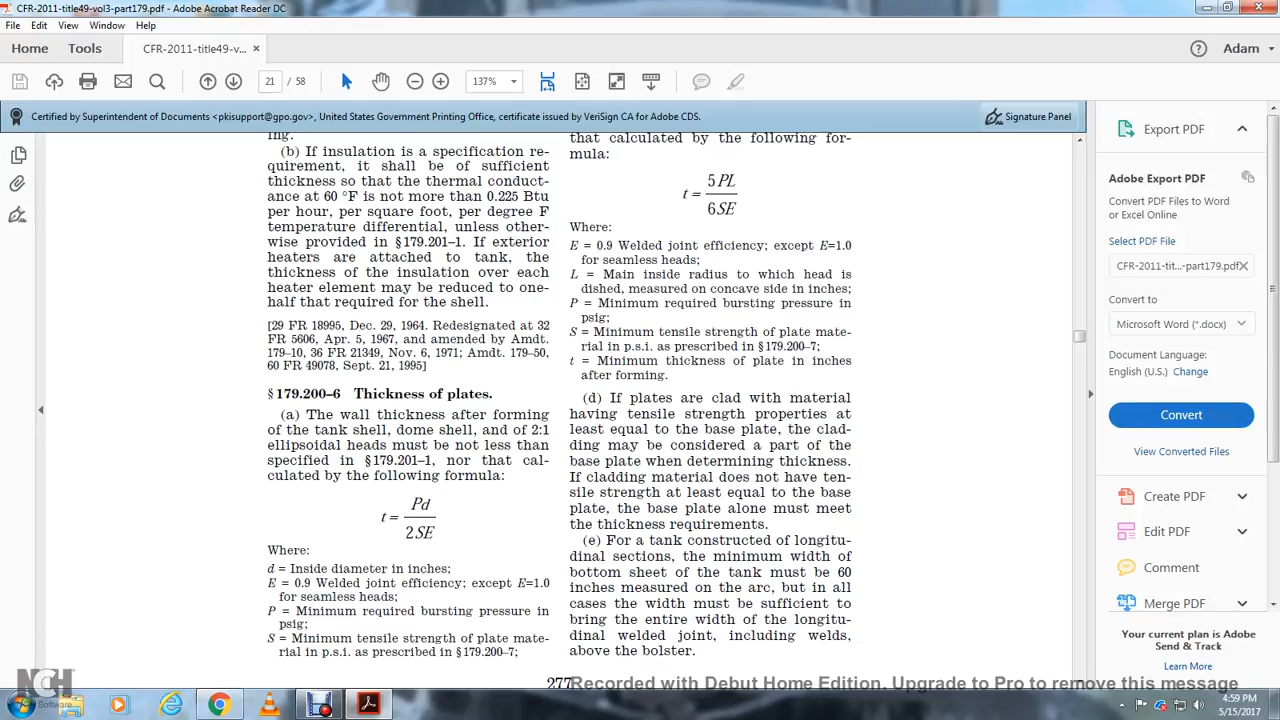 CFR-2011-title49-vol3-part179.pdf - Adobe Acrobat Reader DC
File Edit View Window Help
Home Tools CFR-2011-title49-v... × Adam
21 / 58 137%
Certified by Superintendent of Documents <pkisupport@gpo.gov>, United States Government Printing Office, certificate issued by VeriSign CA for Adobe CDS.
Signature Panel
ing.
(b) If insulation is a specification re-
quirement, it shall be of sufficient
thickness so that the thermal conduct-
ance at 60 °F is not more than 0.225 Btu
per hour, per square foot, per degree F
temperature differential, unless other-
wise provided in §179.201–1. If exterior
heaters are attached to tank, the
thickness of the insulation over each
heater element may be reduced to one-
half that required for the shell.
[29 FR 18995, Dec. 29, 1964. Redesignated at 32
FR 5606, Apr. 5, 1967, and amended by Amdt.
179–10, 36 FR 21349, Nov. 6, 1971; Amdt. 179–50,
60 FR 49078, Sept. 21, 1995]
§179.200–6 Thickness of plates.
(a) The wall thickness after forming
of the tank shell, dome shell, and of 2:1
ellipsoidal heads must be not less than
specified in §179.201–1, nor that cal-
culated by the following formula:
t = Pd
2SE
Where:
d = Inside diameter in inches;
E = 0.9 Welded joint efficiency; except E=1.0
for seamless heads;
P = Minimum required bursting pressure in
psig;
S = Minimum tensile strength of plate mate-
rial in p.s.i. as prescribed in §179.200–7;
that calculated by the following for-
mula:
t = 5PL
6SE
Where:
E = 0.9 Welded joint efficiency; except E=1.0
for seamless heads;
L = Main inside radius to which head is
dished, measured on concave side in inches;
P = Minimum required bursting pressure in
psig;
S = Minimum tensile strength of plate mate-
rial in p.s.i. as prescribed in §179.200–7;
t = Minimum thickness of plate in inches
after forming.
(d) If plates are clad with material
having tensile strength properties at
least equal to the base plate, the clad-
ding may be considered a part of the
base plate when determining thickness.
If cladding material does not have ten-
sile strength at least equal to the base
plate, the base plate alone must meet
the thickness requirements.
(e) For a tank constructed of longitu-
dinal sections, the minimum width of
bottom sheet of the tank must be 60
inches measured on the arc, but in all
cases the width must be sufficient to
bring the entire width of the longitu-
dinal welded joint, including welds,
above the bolster.
277
Export PDF
Adobe Export PDF
Convert PDF Files to Word
or Excel Online
Select PDF File
CFR-2011-tit...-part179.pdf ×
Convert to
Microsoft Word (*.docx)
Document Language:
English (U.S.) Change
Convert
View Converted Files
Create PDF
Edit PDF
Comment
Merge PDF
Your current plan is Adobe
Send & Track
Learn More
Recorded with Debut Home Edition. Upgrade to Pro to remove this message
NCH
Software
4:59 PM
5/15/2017